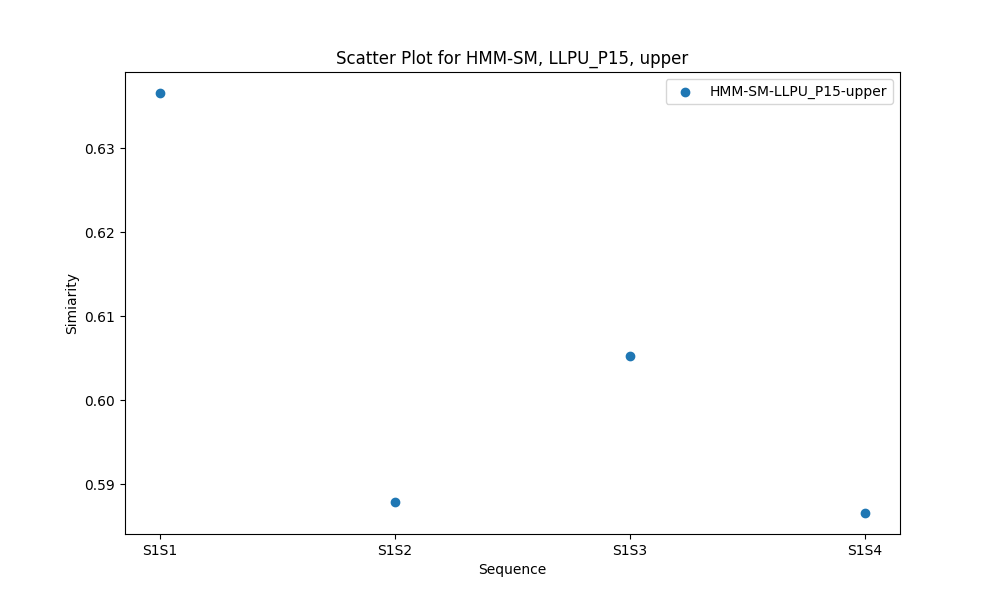 Scatter Plot for HMM-SM, LLPU_P15, upper
HMM-SM-LLPU_P15-upper
0.63
0.62
0.61
0.60
0.59
Simiarity
S1S1 S1S2 S1S3 S1S4
Sequence